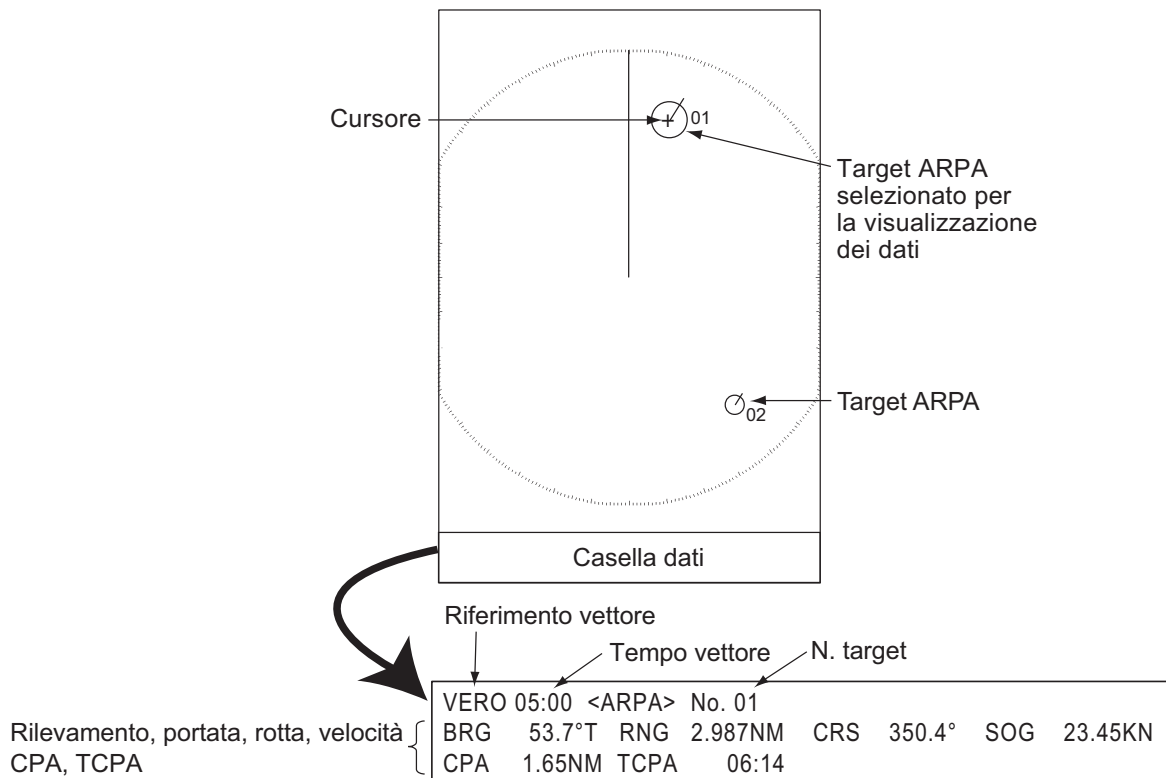 Cursore
01
Target ARPA
selezionato per
la visualizzazione
dei dati
Target ARPA
02
Casella dati
Riferimento vettore
Tempo vettore
N. target
VERO 05:00 <ARPA> No. 01
Rilevamento, portata, rotta, velocità
BRG 53.7°T RNG 2.987NM CRS 350.4° SOG 23.45KN
CPA, TCPA
CPA 1.65NM TCPA 06:14